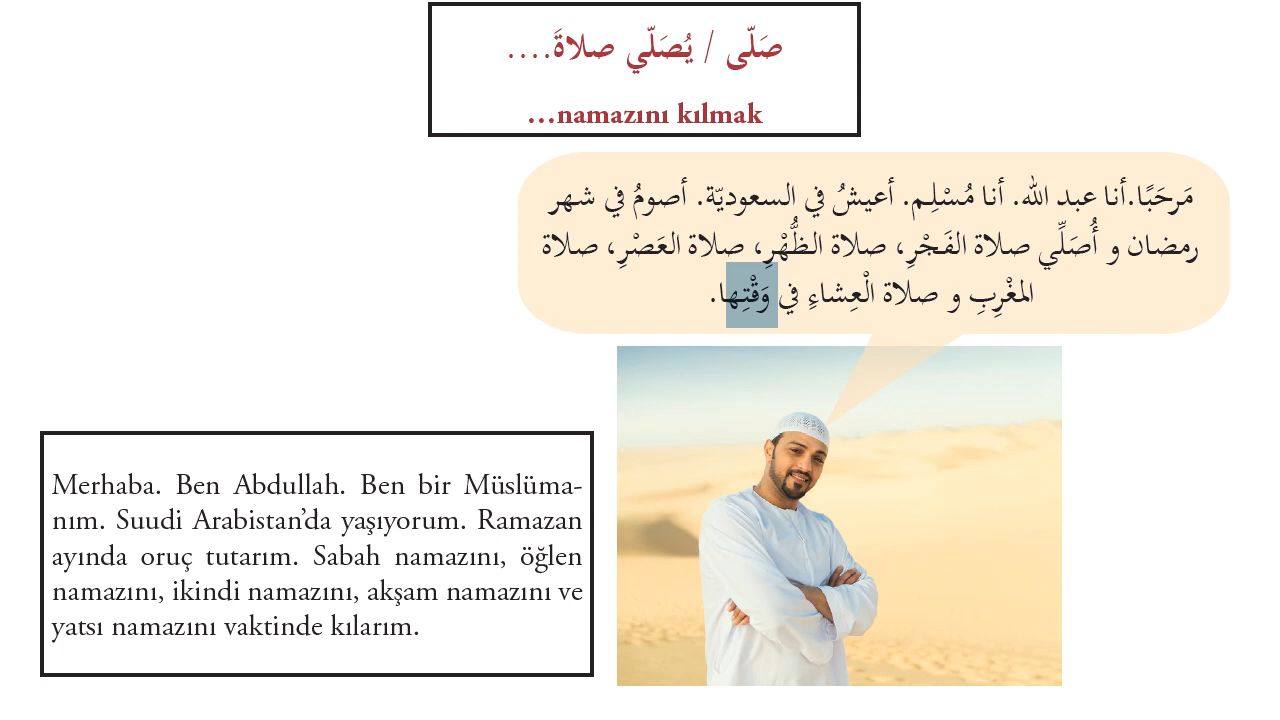 صَلّى / يُصَلّي صلاةَ....
...namazını kılmak
مَرحَبًا.أنا عبد الله. أنا مُسْلِم. أعيشُ في السعوديّة. أصومُ في شهر
رمضان و أُصَلِّي صلاة الفَجْرِ، صلاة الظُّهْرِ، صلاة العَصْرِ، صلاة
المغْرِبِ و صلاة الْعِشاءِ في وَقْتِها.
Merhaba. Ben Abdullah. Ben bir Müslüma-
nım. Suudi Arabistan’da yaşıyorum. Ramazan
ayında oruç tutarım. Sabah namazını, öğlen
namazını, ikindi namazını, akşam namazını ve
yatsı namazını vaktinde kılarım.